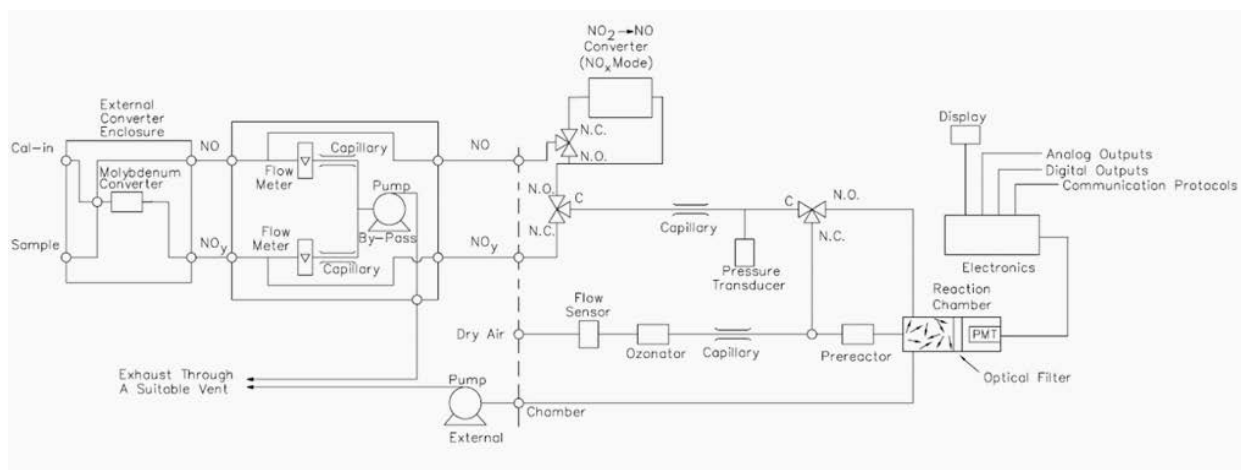 NO2→NO
Converter
(NOx Mode)
External
Converter
Enclosure
Display
Cal-in
NO
NO
N.C.
N.O.
Capillary
Flow
Meter
Molybdenum
Converter
Pump
By-Pass
Analog Outputs
Digital Outputs
Communication Protocols
N.O.
C
N.C.
C
N.O.
N.C.
Capillary
Sample
NOy
Flow
Meter
Capillary
NOy
Pressure
Transducer
Electronics
Reaction
Chamber
Flow
Sensor
Dry Air
Ozonator
Capillary
Prereactor
PMT
Optical Filter
Exhaust Through
A Suitable Vent
Pump
External
Chamber